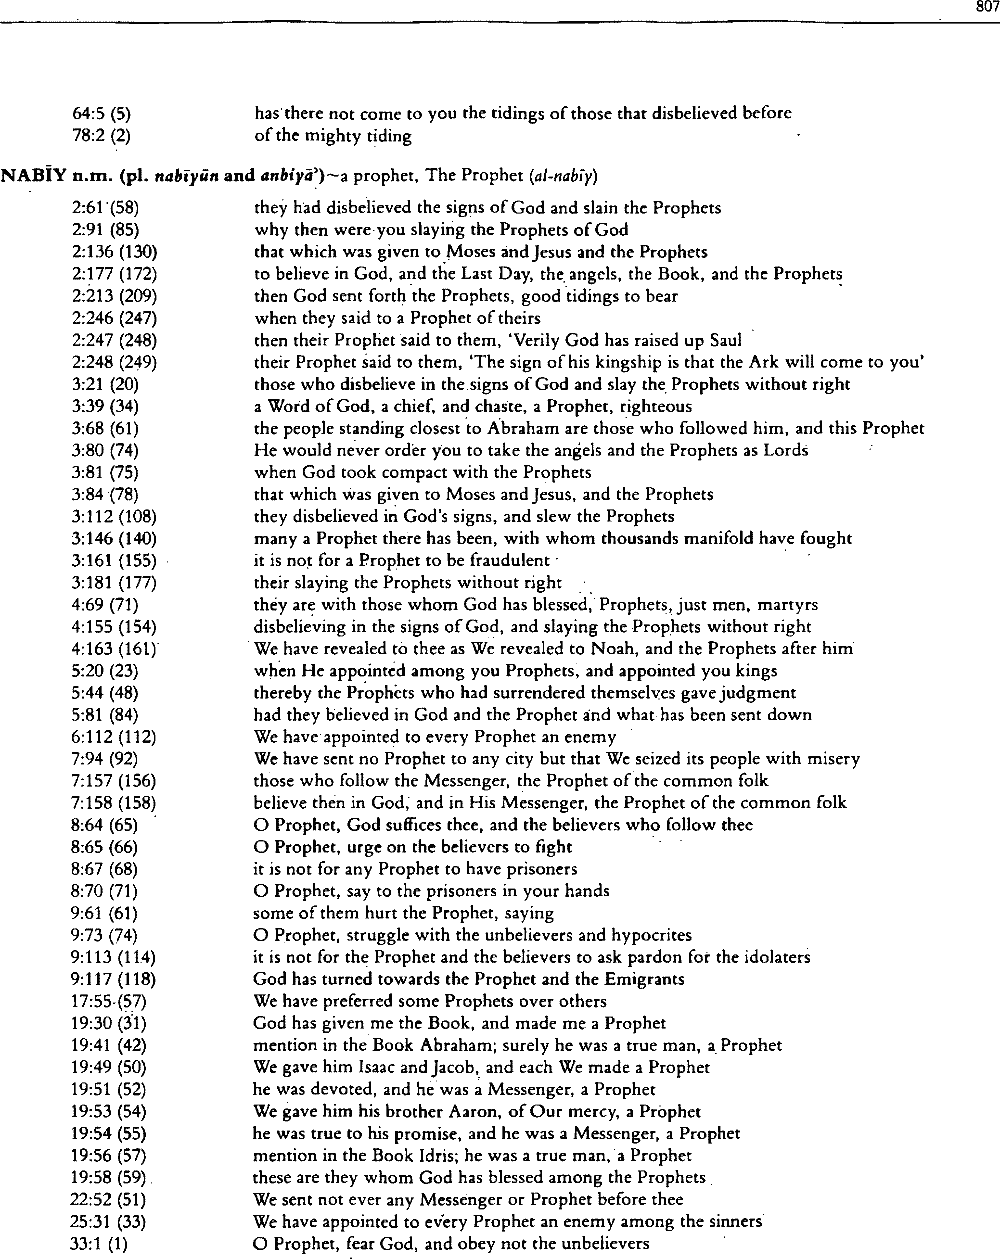 807
64:5 (5) has there not come to you the tidings of those that disbelieved before
78:2 (2) of the mighty tiding
NABĪY n.m. (pl. nabīyūn and anbiyā’)~a prophet, The Prophet (al-nabīy)
2:61 (58) they had disbelieved the signs of God and slain the Prophets
2:91 (85) why then were you slaying the Prophets of God
2:136 (130) that which was given to Moses and Jesus and the Prophets
2:177 (172) to believe in God, and the Last Day, the angels, the Book, and the Prophets
2:213 (209) then God sent forth the Prophets, good tidings to bear
2:246 (247) when they said to a Prophet of theirs
2:247 (248) then their Prophet said to them, ‘Verily God has raised up Saul
2:248 (249) their Prophet said to them, ‘The sign of his kingship is that the Ark will come to you’
3:21 (20) those who disbelieve in the signs of God and slay the Prophets without right
3:39 (34) a Word of God, a chief, and chaste, a Prophet, righteous
3:68 (61) the people standing closest to Abraham are those who followed him, and this Prophet
3:80 (74) He would never order you to take the angels and the Prophets as Lords
3:81 (75) when God took compact with the Prophets
3:84 (78) that which was given to Moses and Jesus, and the Prophets
3:112 (108) they disbelieved in God's signs, and slew the Prophets
3:146 (140) many a Prophet there has been, with whom thousands manifold have fought
3:161 (155) it is not for a Prophet to be fraudulent
3:181 (177) their slaying the Prophets without right
4:69 (71) they are with those whom God has blessed, Prophets, just men, martyrs
4:155 (154) disbelieving in the signs of God, and slaying the Prophets without right
4:163 (161) We have revealed to thee as We revealed to Noah, and the Prophets after him
5:20 (23) when He appointed among you Prophets, and appointed you kings
5:44 (48) thereby the Prophets who had surrendered themselves gave judgment
5:81 (84) had they believed in God and the Prophet and what has been sent down
6:112 (112) We have appointed to every Prophet an enemy
7:94 (92) We have sent no Prophet to any city but that We seized its people with misery
7:157 (156) those who follow the Messenger, the Prophet of the common folk
7:158 (158) believe then in God, and in His Messenger, the Prophet of the common folk
8:64 (65) O Prophet, God suffices thee, and the believers who follow thee
8:65 (66) O Prophet, urge on the believers to fight
8:67 (68) it is not for any Prophet to have prisoners
8:70 (71) O Prophet, say to the prisoners in your hands
9:61 (61) some of them hurt the Prophet, saying
9:73 (74) O Prophet, struggle with the unbelievers and hypocrites
9:113 (114) it is not for the Prophet and the believers to ask pardon for the idolaters
9:117 (118) God has turned towards the Prophet and the Emigrants
17:55 (57) We have preferred some Prophets over others
19:30 (31) God has given me the Book, and made me a Prophet
19:41 (42) mention in the Book Abraham; surely he was a true man, a Prophet
19:49 (50) We gave him Isaac and Jacob, and each We made a Prophet
19:51 (52) he was devoted, and he was a Messenger, a Prophet
19:53 (54) We gave him his brother Aaron, of Our mercy, a Prophet
19:54 (55) he was true to his promise, and he was a Messenger, a Prophet
19:56 (57) mention in the Book Idris; he was a true man, a Prophet
19:58 (59) these are they whom God has blessed among the Prophets
22:52 (51) We sent not ever any Messenger or Prophet before thee
25:31 (33) We have appointed to every Prophet an enemy among the sinners
33:1 (1) O Prophet, fear God, and obey not the unbelievers